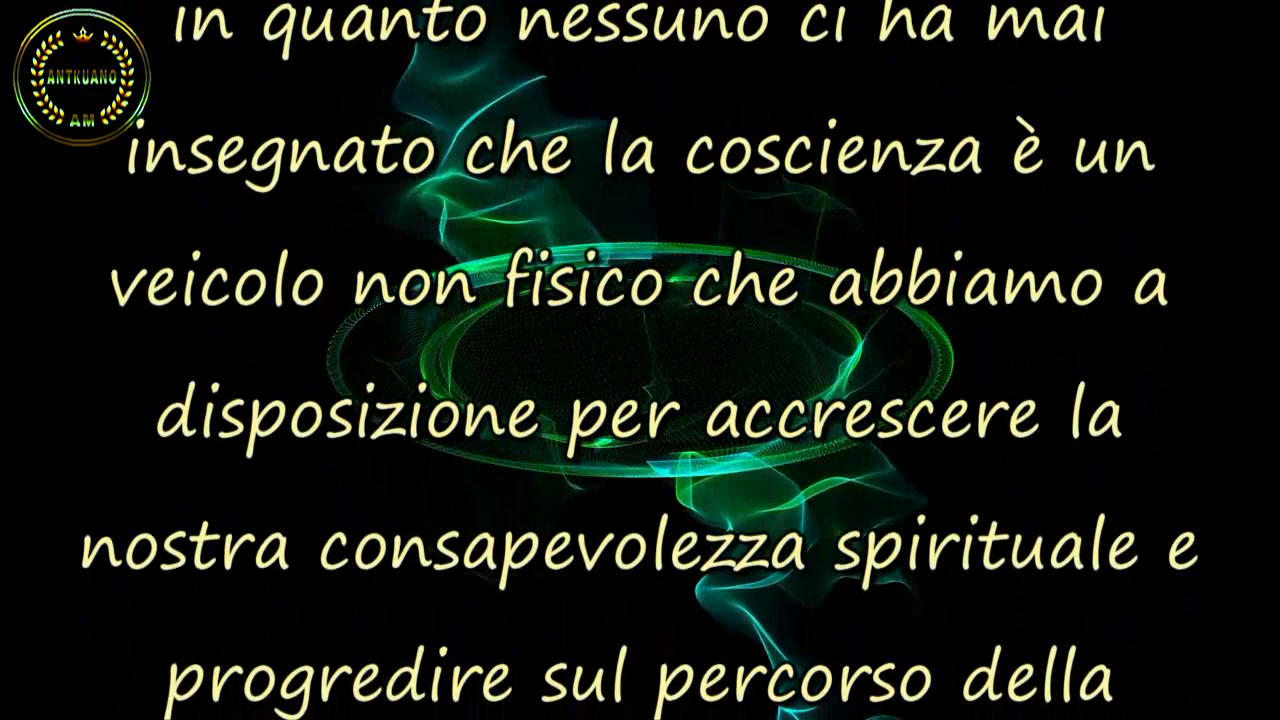 in quanto nessuno ci ha mai
ANTKUANO
AM
insegnato che la coscienza è un
veicolo non fisico che abbiamo a
disposizione per accrescere la
nostra consapevolezza spirituale e
progredire sul percorso della